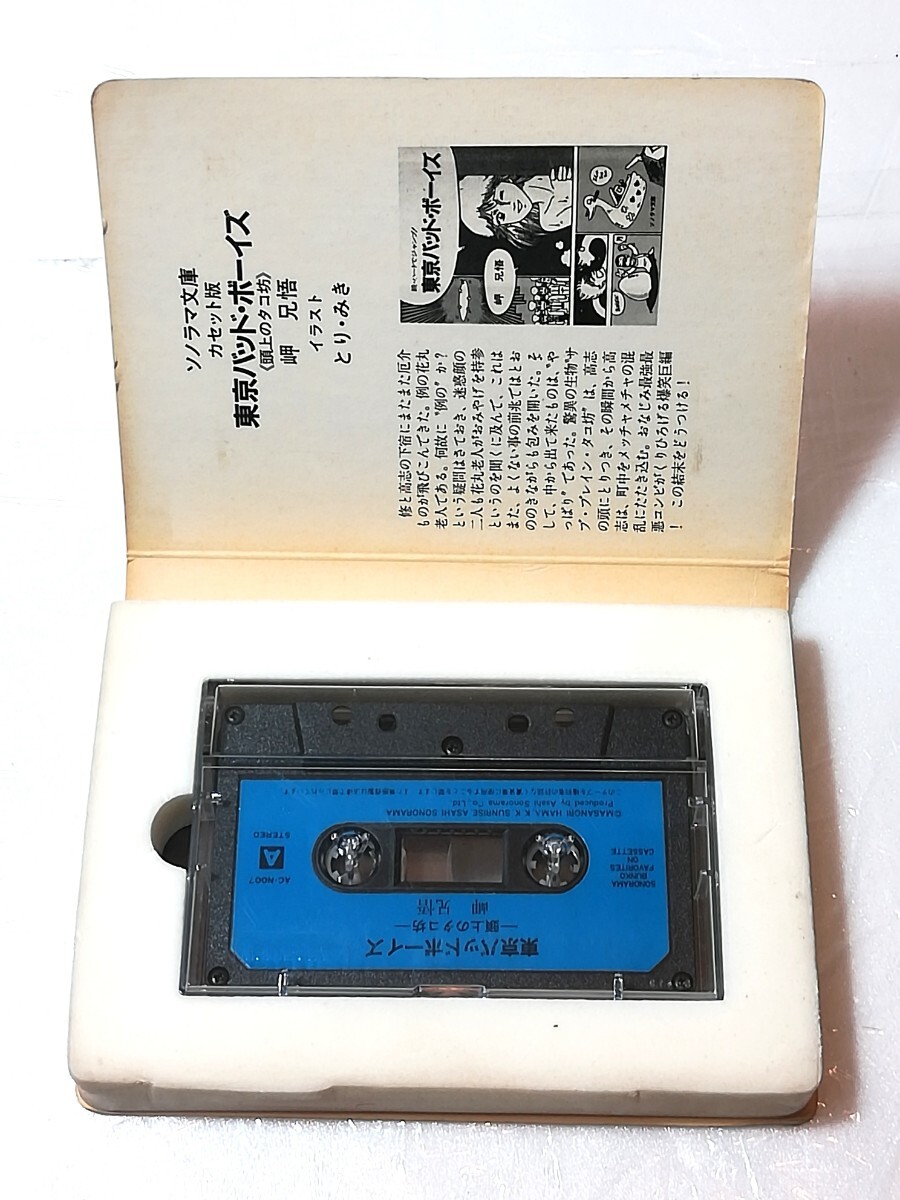 ソノラマ文庫
カセット版
東京バッド・ボーイズ
《頭上のタコ坊》
岬 兄悟
イラスト
とり・みき
東京バッド・ボーイズ
岬 兄悟
ソノラマ文庫
修と高志の下宿にまたまた厄介
ものが飛びこんできた。例の花丸
老人である。何故に〝例の〟か?
という疑問はさておき、迷惑顔の
二人も花丸老人がおみやげを持参
というのを聞くに及んで、これは
また、よくない事の前兆ではとお
ののきながらも包みを開いた。そ
して、中から出て来たものは、〝や
っぱり〟であった。驚異の生物〝サ
ブ・ブレイン・タコ坊〟は、高志
の頭にとりつき、その瞬間から高
志は、町中をメッチャメチャの混
乱にたたき込む。おなじみ最強最
悪コンビがくりひろげる爆笑巨編
! この結末をどうつける!
東京バッド・ボーイズ
―頭上のタコ坊―
岬 兄悟
SONORAMA
BUNKO
FAVORITES
ON
CASSETTE
AC-N007
A
STEREO
©MASANORI HAMA/K.K. SUNRISE/ASAHI SONORAMA
Produced by Asahi Sonorama Co., Ltd.